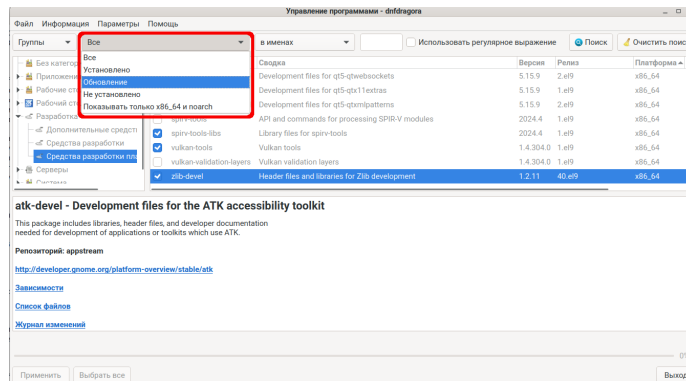 Управление программами - dnfdragora
Файл Информация Параметры Помощь
Группы Все в именах Использовать регулярное выражение Поиск Очистить поис
Все
Установлено
Обновление
Не установлено
Показывать только x86_64 и noarch
Без категор
Приложени
Рабочие сто
Рабочий сто
Разработка
Дополнительные средст
Средства разработки
Средства разработки пла
Серверы
Система
Сводка Версия Релиз Платформа
Development files for qt5-qtwebsockets 5.15.9 2.el9 x86_64
Development files for qt5-qtx11extras 5.15.9 1.el9 x86_64
Development files for qt5-qtxmlpatterns 5.15.9 2.el9 x86_64
spirv-tools API and commands for processing SPIR-V modules 2024.4 1.el9 x86_64
spirv-tools-libs Library files for spirv-tools 2024.4 1.el9 x86_64
vulkan-tools Vulkan tools 1.4.304.0 1.el9 x86_64
vulkan-validation-layers Vulkan validation layers 1.4.304.0 1.el9 x86_64
zlib-devel Header files and libraries for Zlib development 1.2.11 40.el9 x86_64
atk-devel - Development files for the ATK accessibility toolkit
This package includes libraries, header files, and developer documentation
needed for development of applications or toolkits which use ATK.
Репозиторий: appstream
http://developer.gnome.org/platform-overview/stable/atk
Зависимости
Список файлов
Журнал изменений
Применить Выбрать все Выход